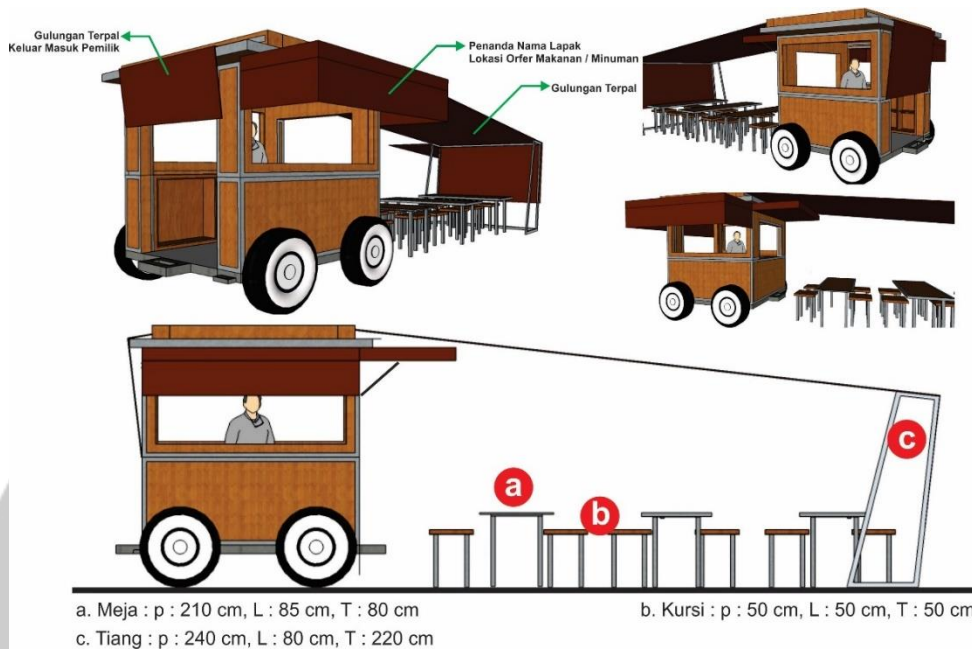 Gulungan Terpal
Keluar Masuk Pemilik
Penanda Nama Lapak
Lokasi Orfer Makanan / Minuman
Gulungan Terpal
a
b
c
a. Meja : p : 210 cm, L : 85 cm, T : 80 cm
b. Kursi : p : 50 cm, L : 50 cm, T : 50 cm
c. Tiang : p : 240 cm, L : 80 cm, T : 220 cm